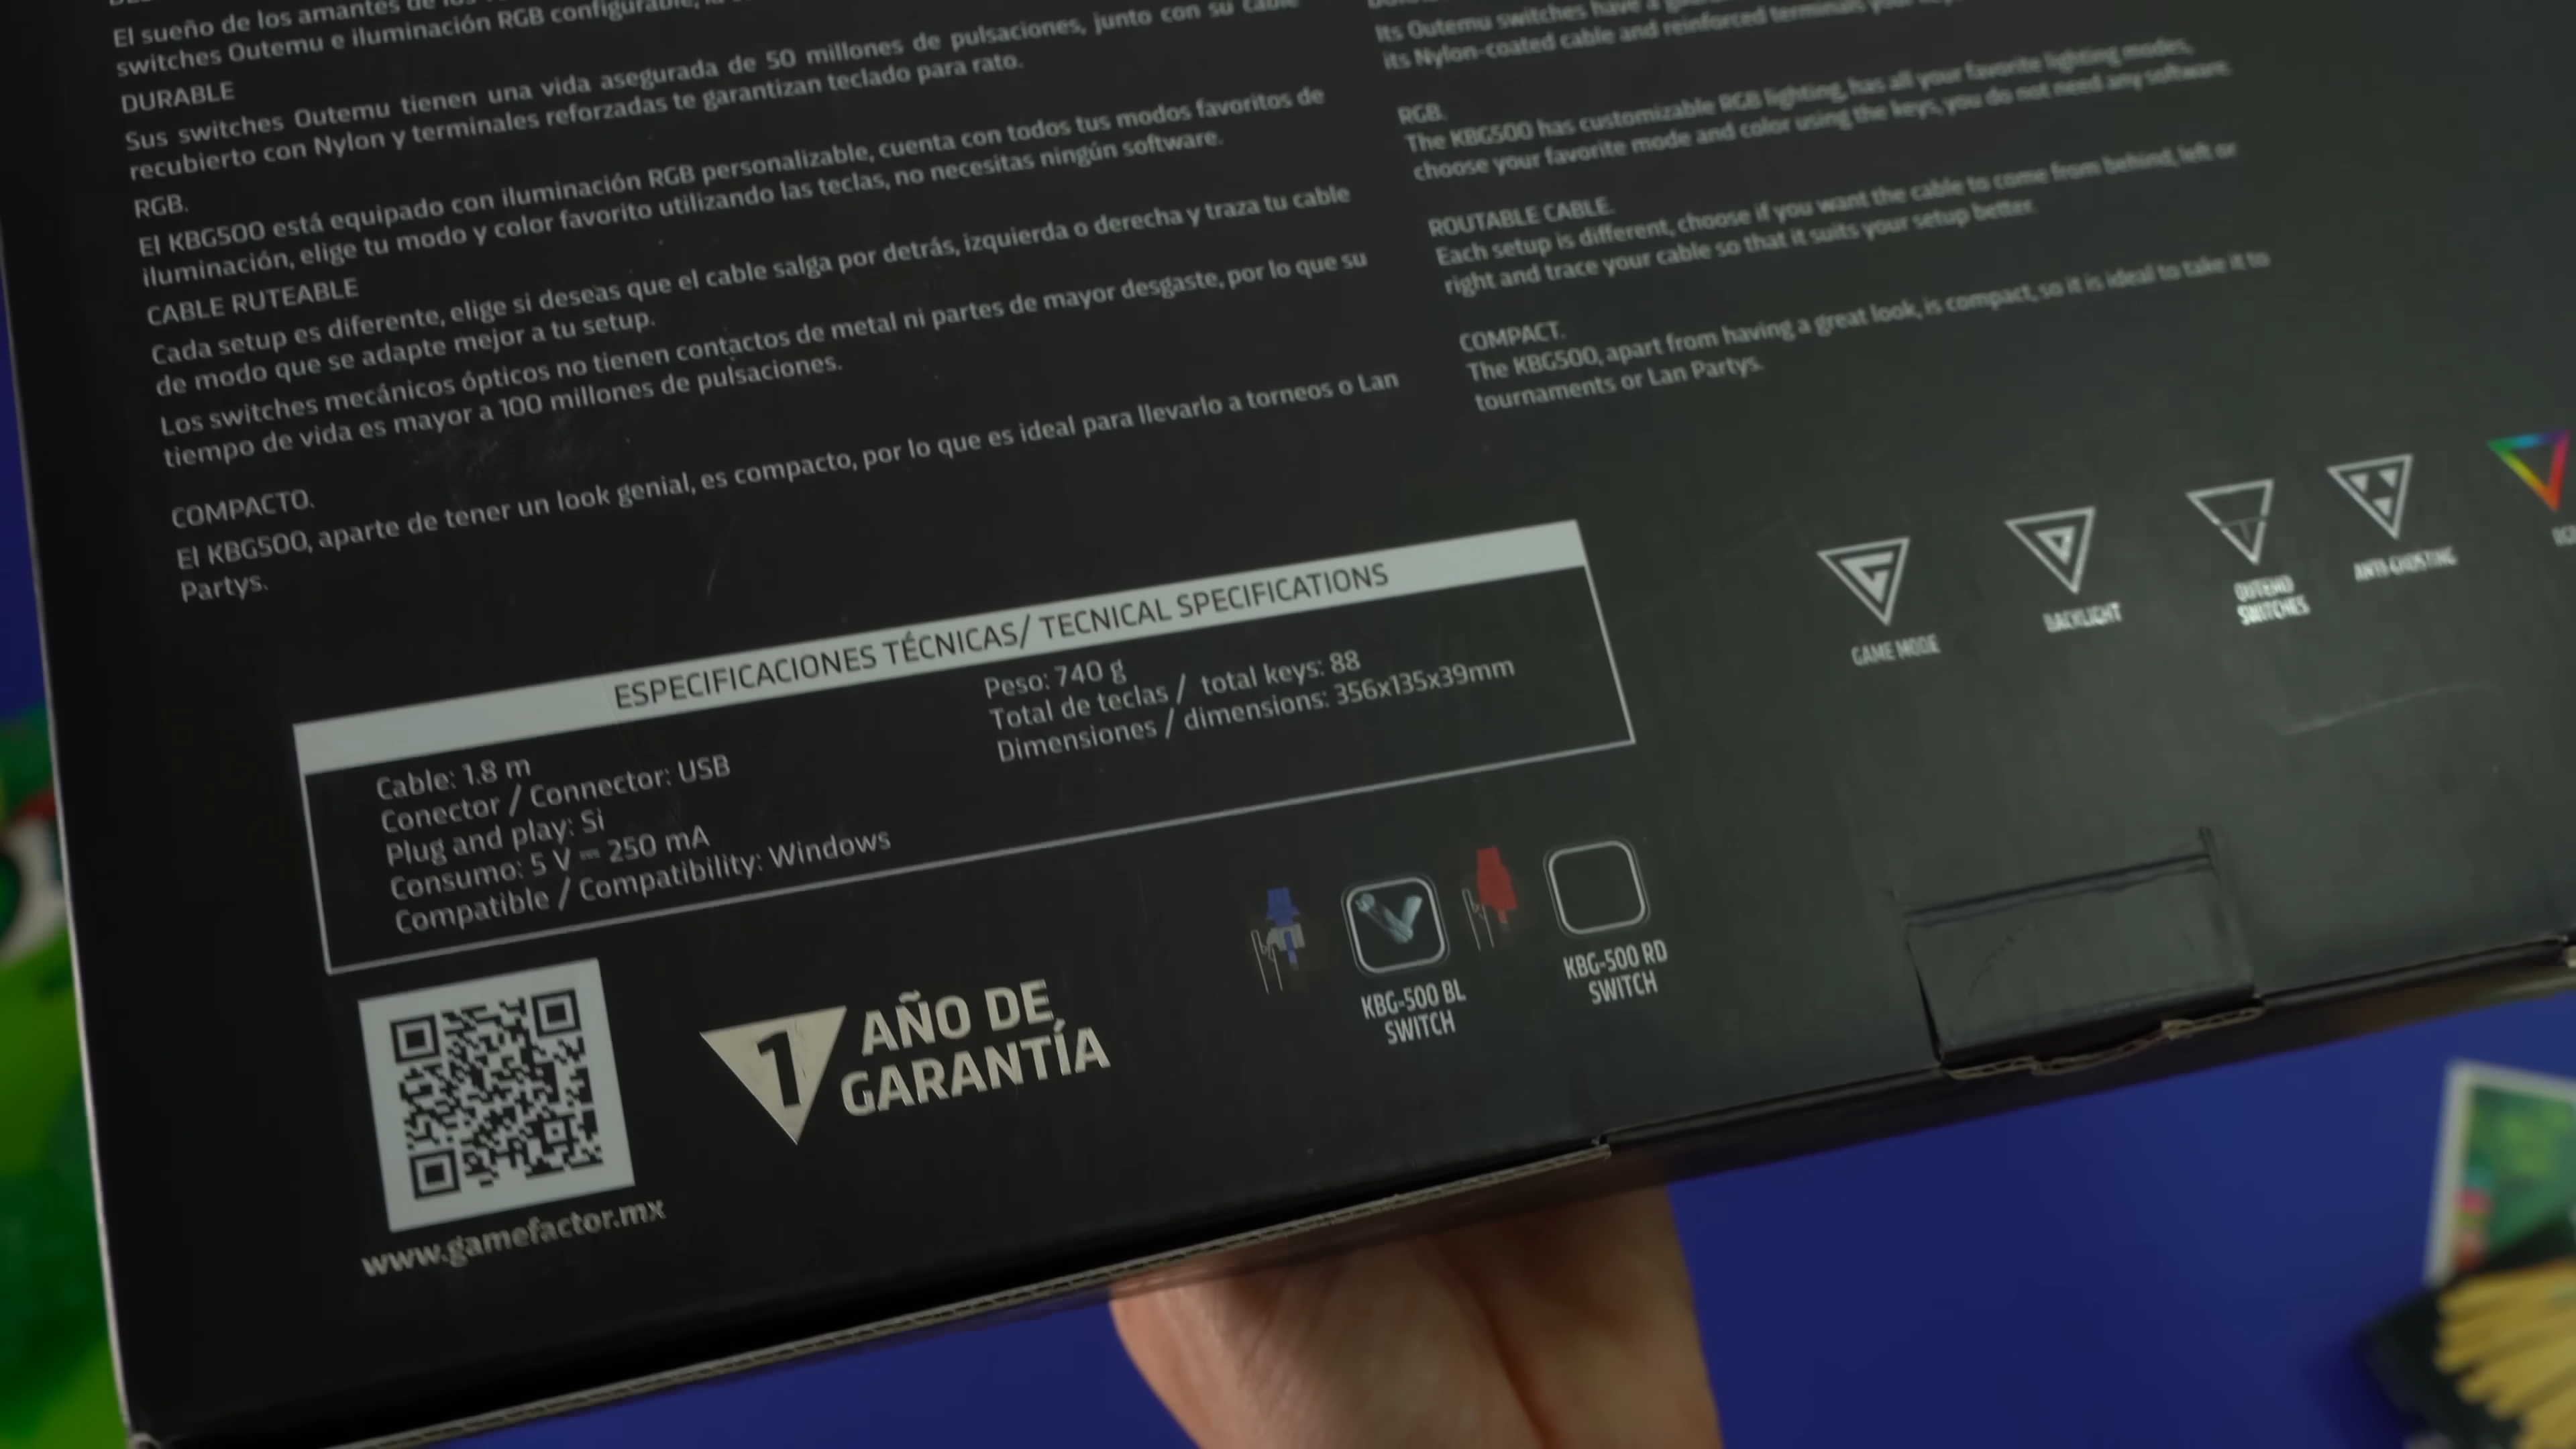 El sueño de los amantes de los
switches Outemu e iluminación RGB configurable,
DURABLE
Sus switches Outemu tienen una vida asegurada de 50 millones de pulsaciones, junto con su cable
recubierto con Nylon y terminales reforzadas te garantizan teclado para rato.
RGB.
El KBG500 está equipado con iluminación RGB personalizable, cuenta con todos tus modos favoritos de
iluminación, elige tu modo y color favorito utilizando las teclas, no necesitas ningún software.
CABLE RUTEABLE
Cada setup es diferente, elige si deseas que el cable salga por detrás, izquierda o derecha y traza tu cable
de modo que se adapte mejor a tu setup.
Los switches mecánicos ópticos no tienen contactos de metal ni partes de mayor desgaste, por lo que su
tiempo de vida es mayor a 100 millones de pulsaciones.
COMPACTO.
El KBG500, aparte de tener un look genial, es compacto, por lo que es ideal para llevarlo a torneos o Lan
Partys.
Its Outemu switches have a
its Nylon-coated cable and reinforced terminals
RGB.
The KBG500 has customizable RGB lighting, has all your favorite lighting modes,
choose your favorite mode and color using the keys, you do not need any software.
ROUTABLE CABLE.
Each setup is different, choose if you want the cable to come from behind, left or
right and trace your cable so that it suits your setup better.
COMPACT.
The KBG500, apart from having a great look, is compact, so it is ideal to take it to
tournaments or Lan Partys.
GAME MODE
BACKLIGHT
OUTEMU
SWITCHES
ANTI-GHOSTING
ESPECIFICACIONES TÉCNICAS/ TECNICAL SPECIFICATIONS
Cable: 1.8 m
Conector / Connector: USB
Plug and play: Si
Consumo: 5 V ⎓ 250 mA
Compatible / Compatibility: Windows
Peso: 740 g
Total de teclas / total keys: 88
Dimensiones / dimensions: 356x135x39mm
www.gamefactor.mx
1 AÑO DE
GARANTÍA
KBG-500 BL
SWITCH
KBG-500 RD
SWITCH